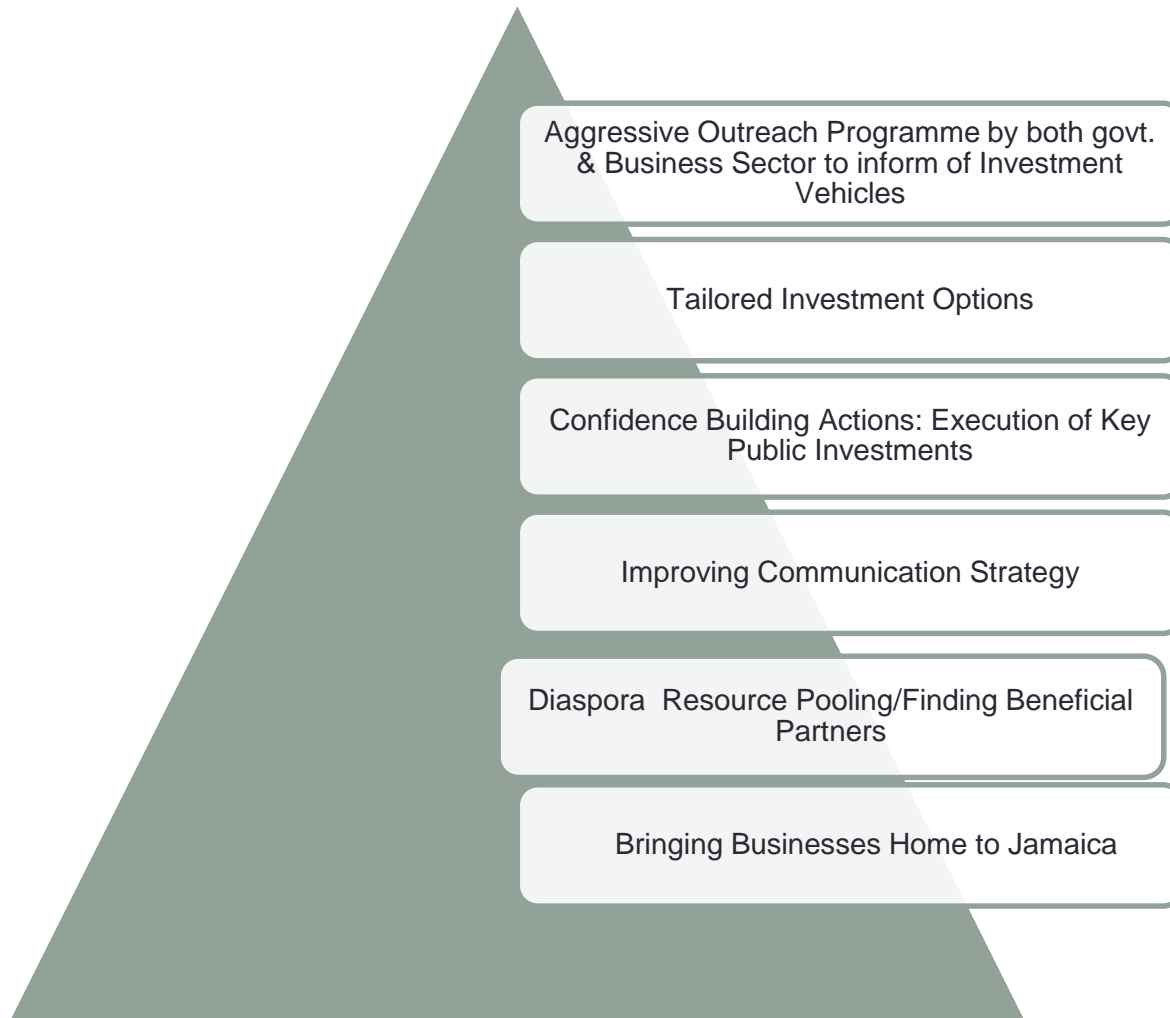 Aggressive Outreach Programme by both govt.
& Business Sector to inform of Investment
Vehicles
Tailored Investment Options
Confidence Building Actions: Execution of Key
Public Investments
Improving Communication Strategy
Diaspora  Resource Pooling/Finding Beneficial
Partners
Bringing Businesses Home to Jamaica